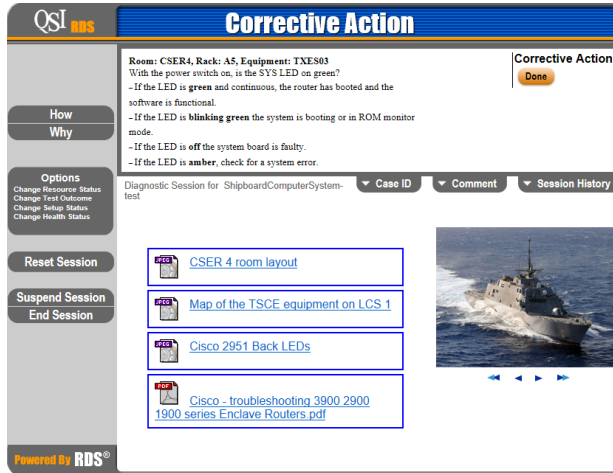 QSI RDS
Corrective Action
Room: CSER4, Rack: A5, Equipment: TXES03
With the power switch on, is the SYS LED on green?
- If the LED is green and continuous, the router has booted and the
software is functional.
- If the LED is blinking green the system is booting or in ROM monitor
mode.
- If the LED is off the system board is faulty.
- If the LED is amber, check for a system error.
Corrective Action
Done
How
Why
Options
Change Resource Status
Change Test Outcome
Change Setup Status
Change Health Status
Reset Session
Suspend Session
End Session
Diagnostic Session for ShipboardComputerSystem-
test
Case ID
Comment
Session History
JPEG CSER 4 room layout
JPEG Map of the TSCE equipment on LCS 1
JPEG Cisco 2951 Back LEDs
PDF Cisco - troubleshooting 3900 2900
1900 series Enclave Routers.pdf
Powered By RDS®